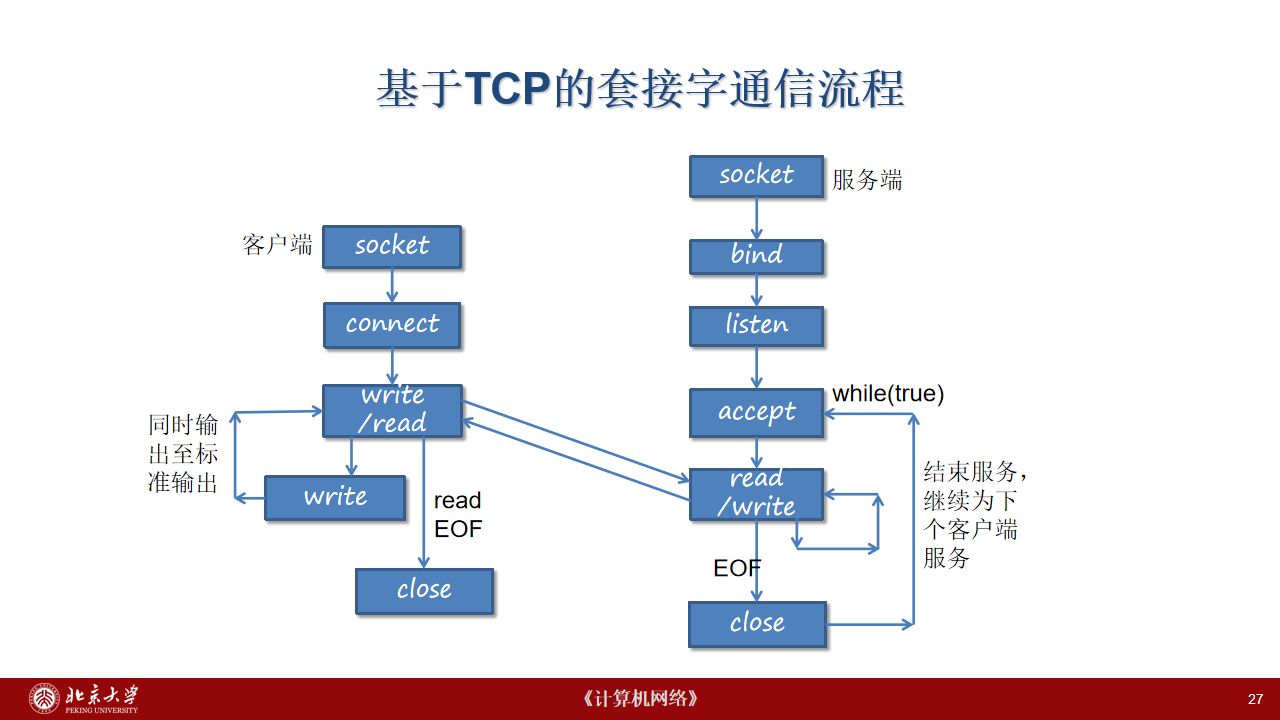 基于TCP的套接字通信流程
客户端
socket
connect
write
/read
同时输
出至标
准输出
write
read
EOF
close
socket
服务端
bind
listen
accept
while(true)
read
/write
EOF
close
结束服务，
继续为下
个客户端
服务
北京大学
PEKING UNIVERSITY
《计算机网络》
27